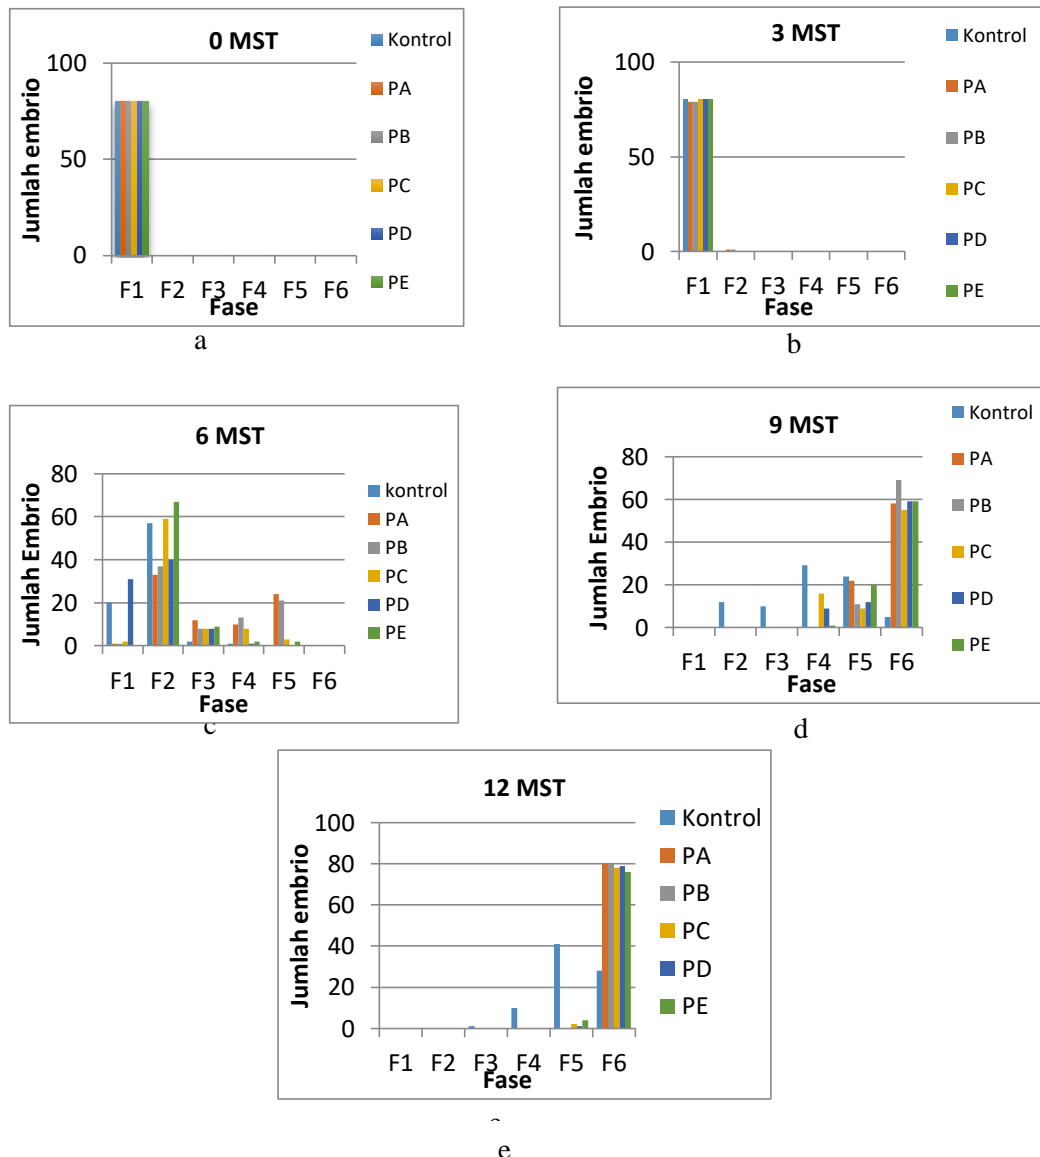 0 MST
Jumlah embrio
100
50
0
F1 F2 F3 F4 F5 F6
Fase
Kontrol
PA
PB
PC
PD
PE
a
3 MST
Jumlah embrio
100
50
0
F1 F2 F3 F4 F5 F6
Fase
Kontrol
PA
PB
PC
PD
PE
b
6 MST
Jumlah Embrio
80
60
40
20
0
F1 F2 F3 F4 F5 F6
Fase
kontrol
PA
PB
PC
PD
PE
c
9 MST
Jumlah Embrio
80
60
40
20
0
F1 F2 F3 F4 F5 F6
Fase
Kontrol
PA
PB
PC
PD
PE
d
12 MST
Jumlah embrio
100
80
60
40
20
0
F1 F2 F3 F4 F5 F6
Fase
Kontrol
PA
PB
PC
PD
PE
e